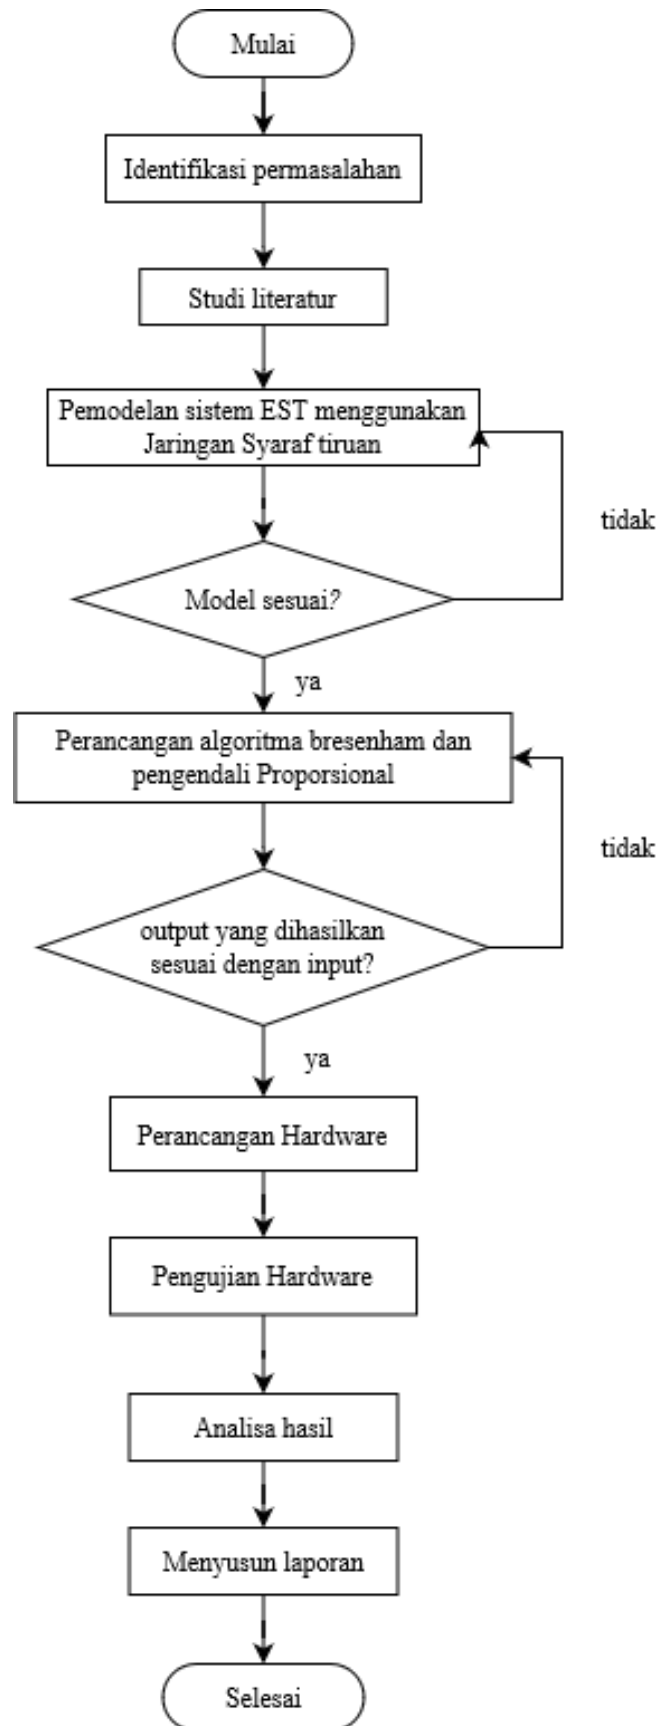 Mulai
Identifikasi permasalahan
Studi literatur
Pemodelan sistem EST menggunakan
Jaringan Syaraf tiruan
tidak
Model sesuai?
ya
Perancangan algoritma bresenham dan
pengendali Proporsional
tidak
output yang dihasilkan
sesuai dengan input?
ya
Perancangan Hardware
Pengujian Hardware
Analisa hasil
Menyusun laporan
Selesai